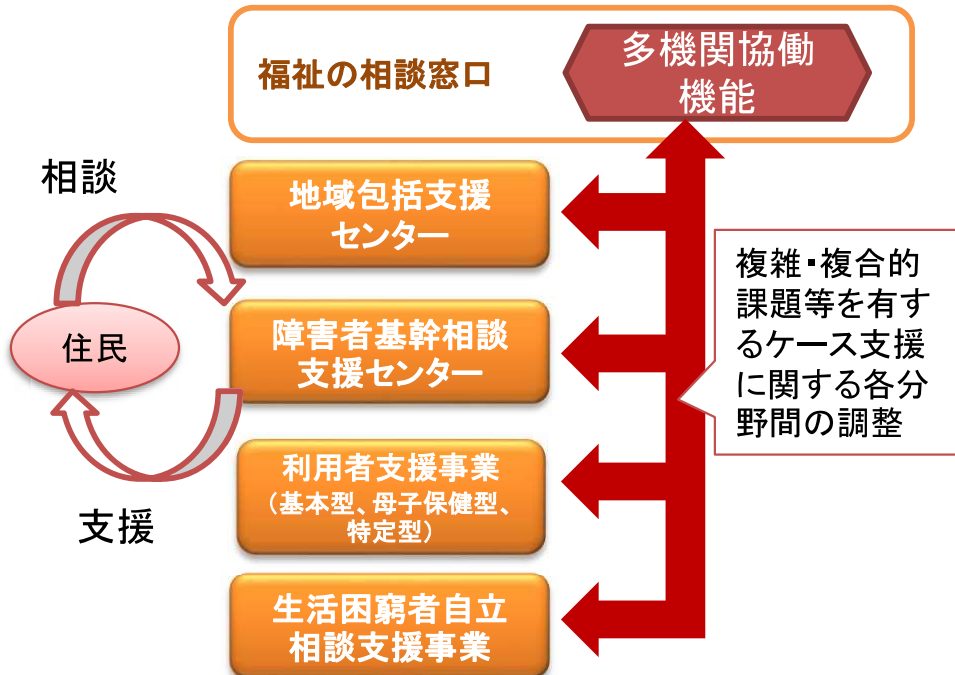 福祉の相談窓口
多機関協働
機能
相談
地域包括支援
センター
住民
障害者基幹相談
支援センター
複雑・複合的
課題等を有す
るケース支援
に関する各分
野間の調整
利用者支援事業
（基本型、母子保健型、
特定型）
支援
生活困窮者自立
相談支援事業